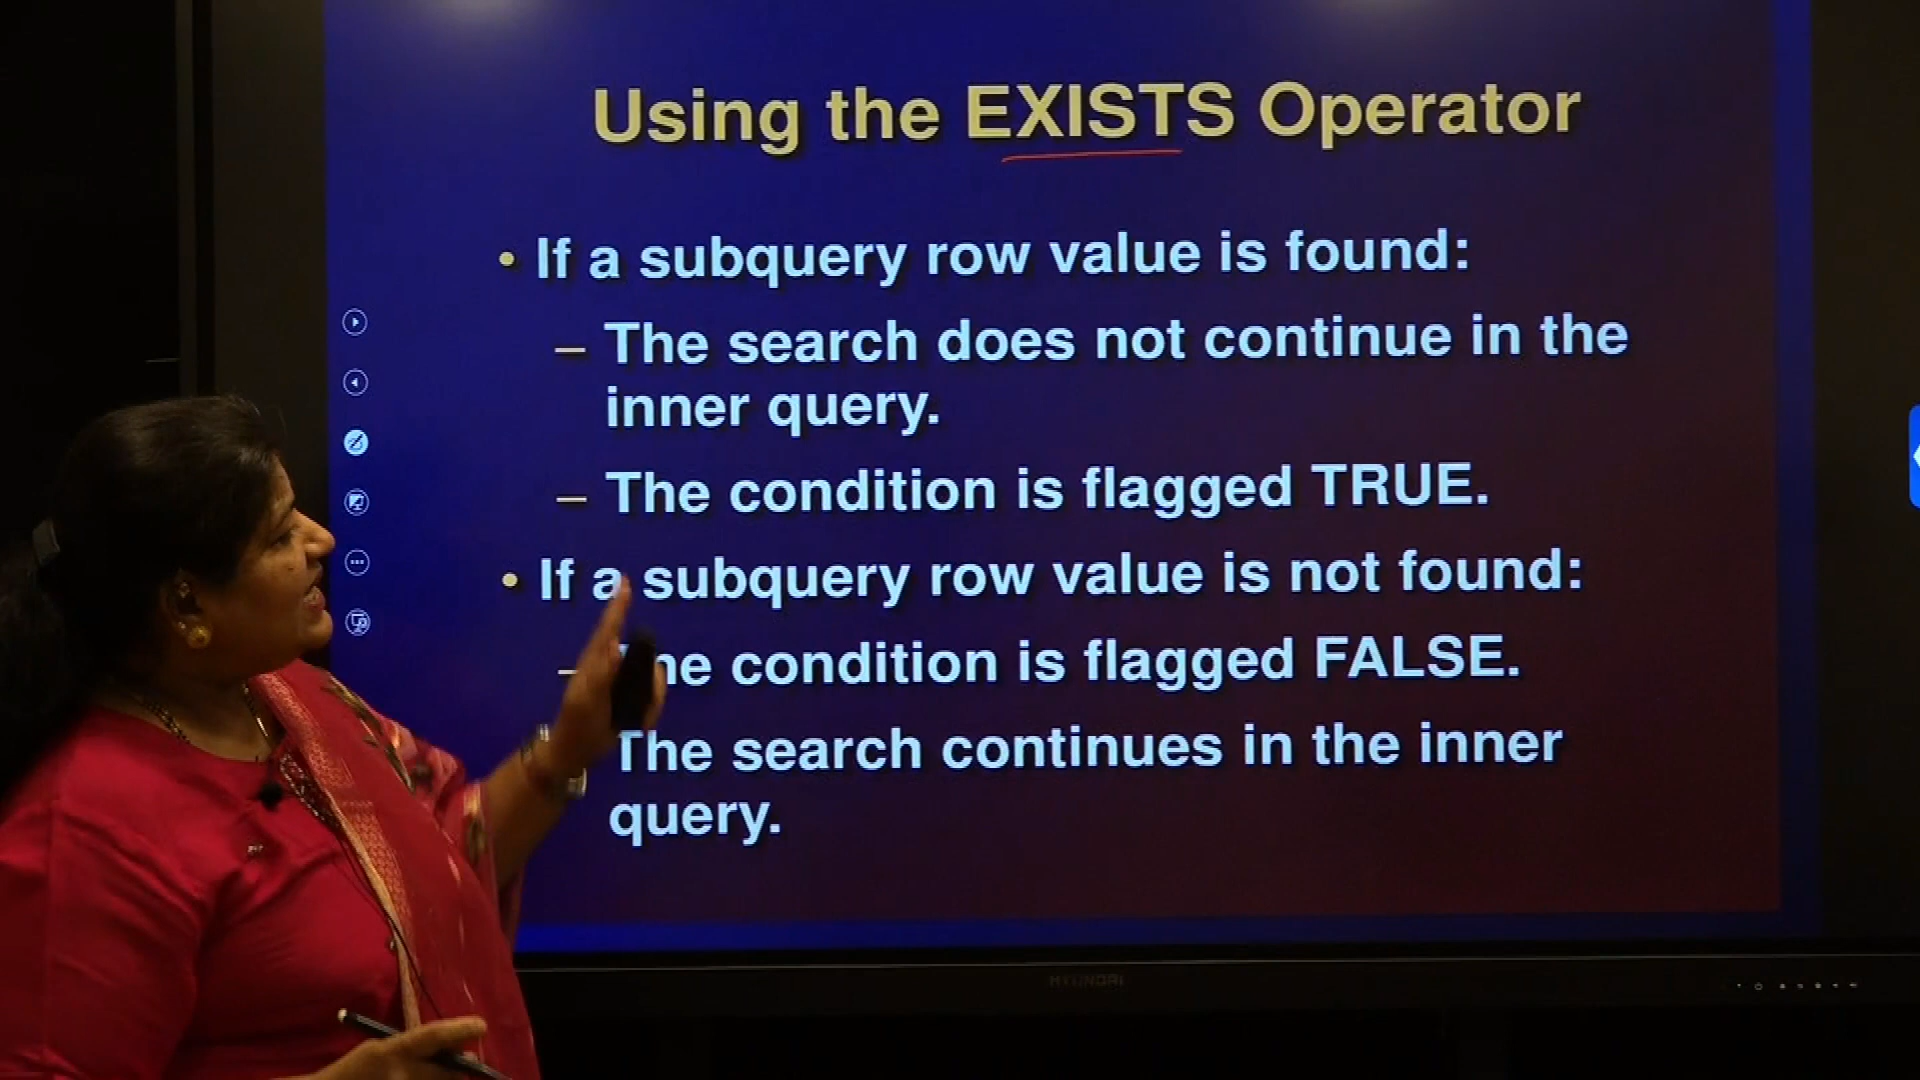 Using the EXISTS Operator
• If a subquery row value is found:
– The search does not continue in the
inner query.
– The condition is flagged TRUE.
• If a subquery row value is not found:
– The condition is flagged FALSE.
The search continues in the inner
query.
HYUNDAI